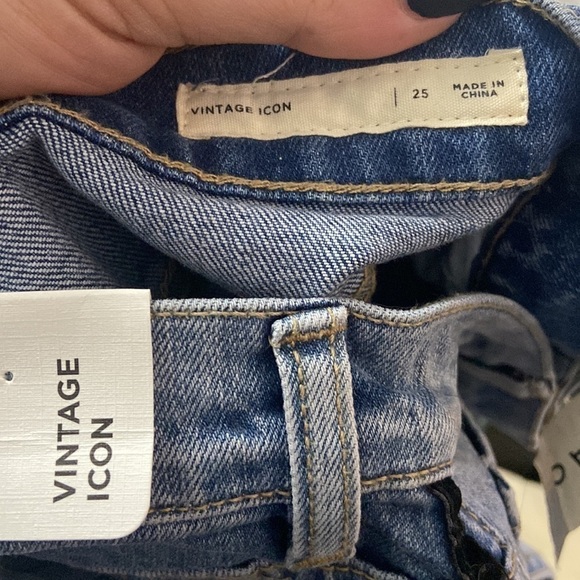 VINTAGE ICON | 25 MADE IN
CHINA
VINTAGE
ICON